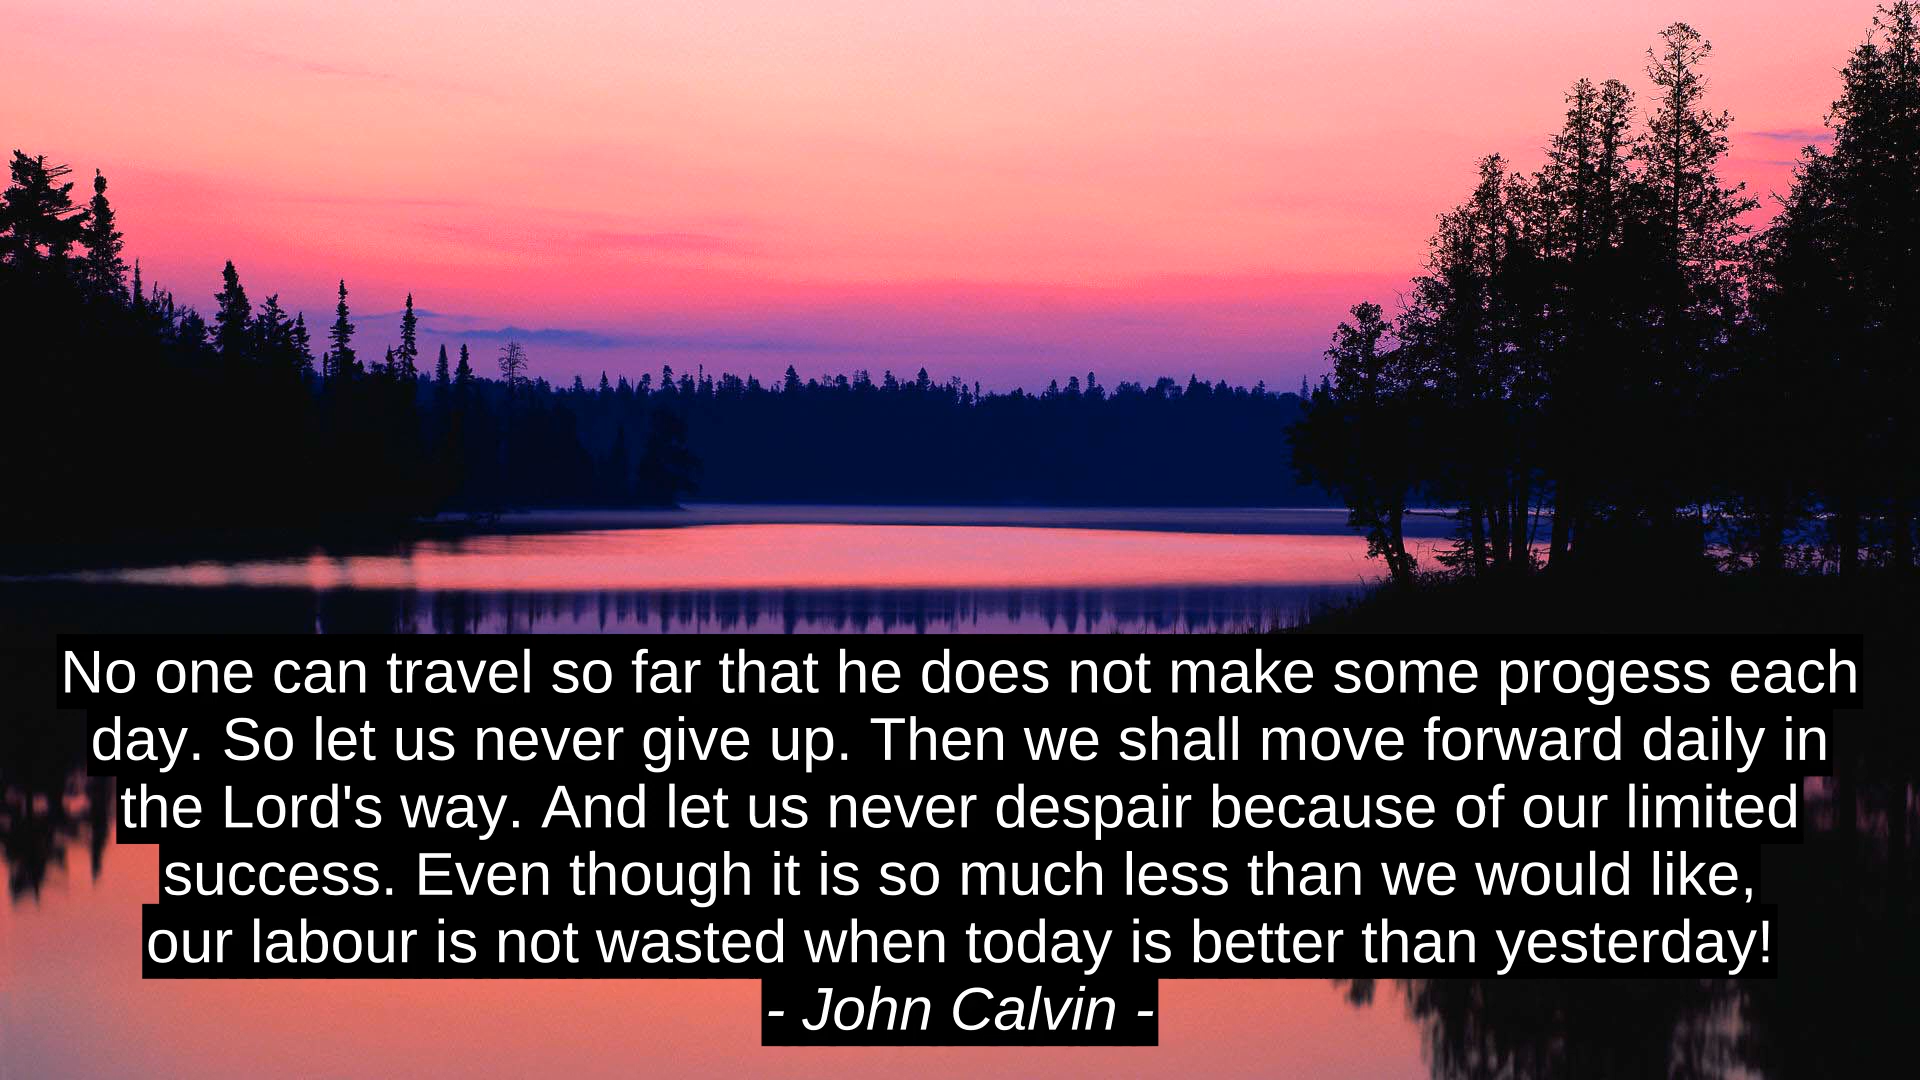 No one can travel so far that he does not make some progess each
day. So let us never give up. Then we shall move forward daily in
the Lord's way. And let us never despair because of our limited
success. Even though it is so much less than we would like,
our labour is not wasted when today is better than yesterday!
- John Calvin -